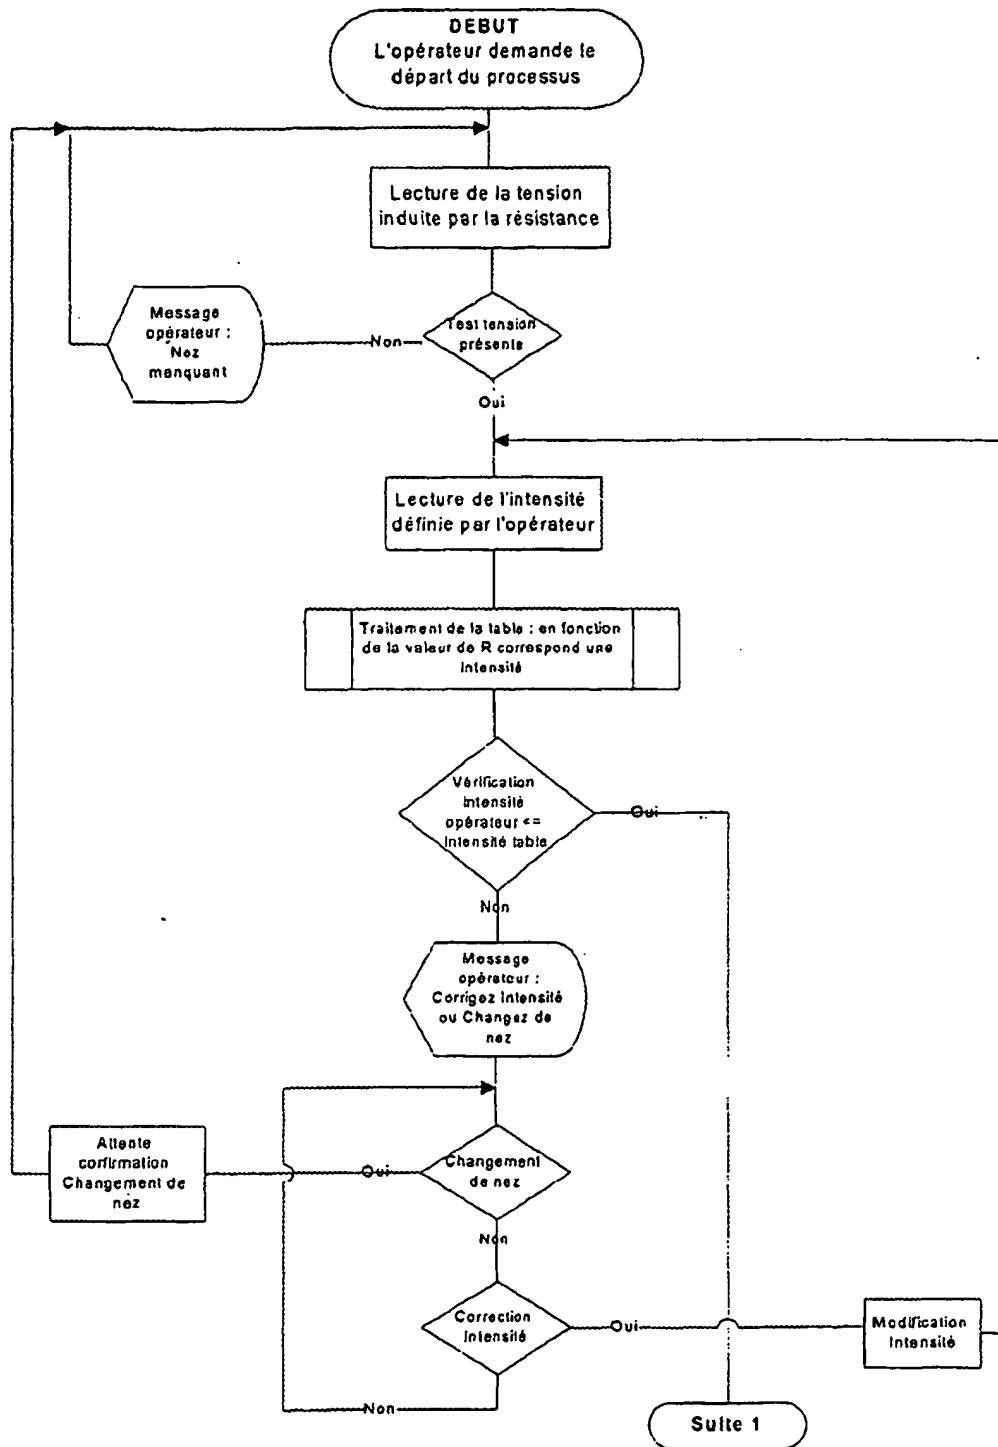 DEBUT
L'opérateur demande le
départ du processus
Lecture de la tension
induite par la résistance
Test tension
présente
Non
Message
opérateur :
Nez
manquant
Oui
Lecture de l'intensité
définie par l'opérateur
Traitement de la table : en fonction
de la valeur de R correspond une
Intensité
Vérification
Intensité
opérateur <=
Intensité table
Oui
Non
Message
opérateur :
Corrigez Intensité
ou Changez de
nez
Changement
de nez
Oui
Attente
confirmation
Changement de
nez
Non
Correction
Intensité
Oui
Modification
Intensité
Non
Suite 1